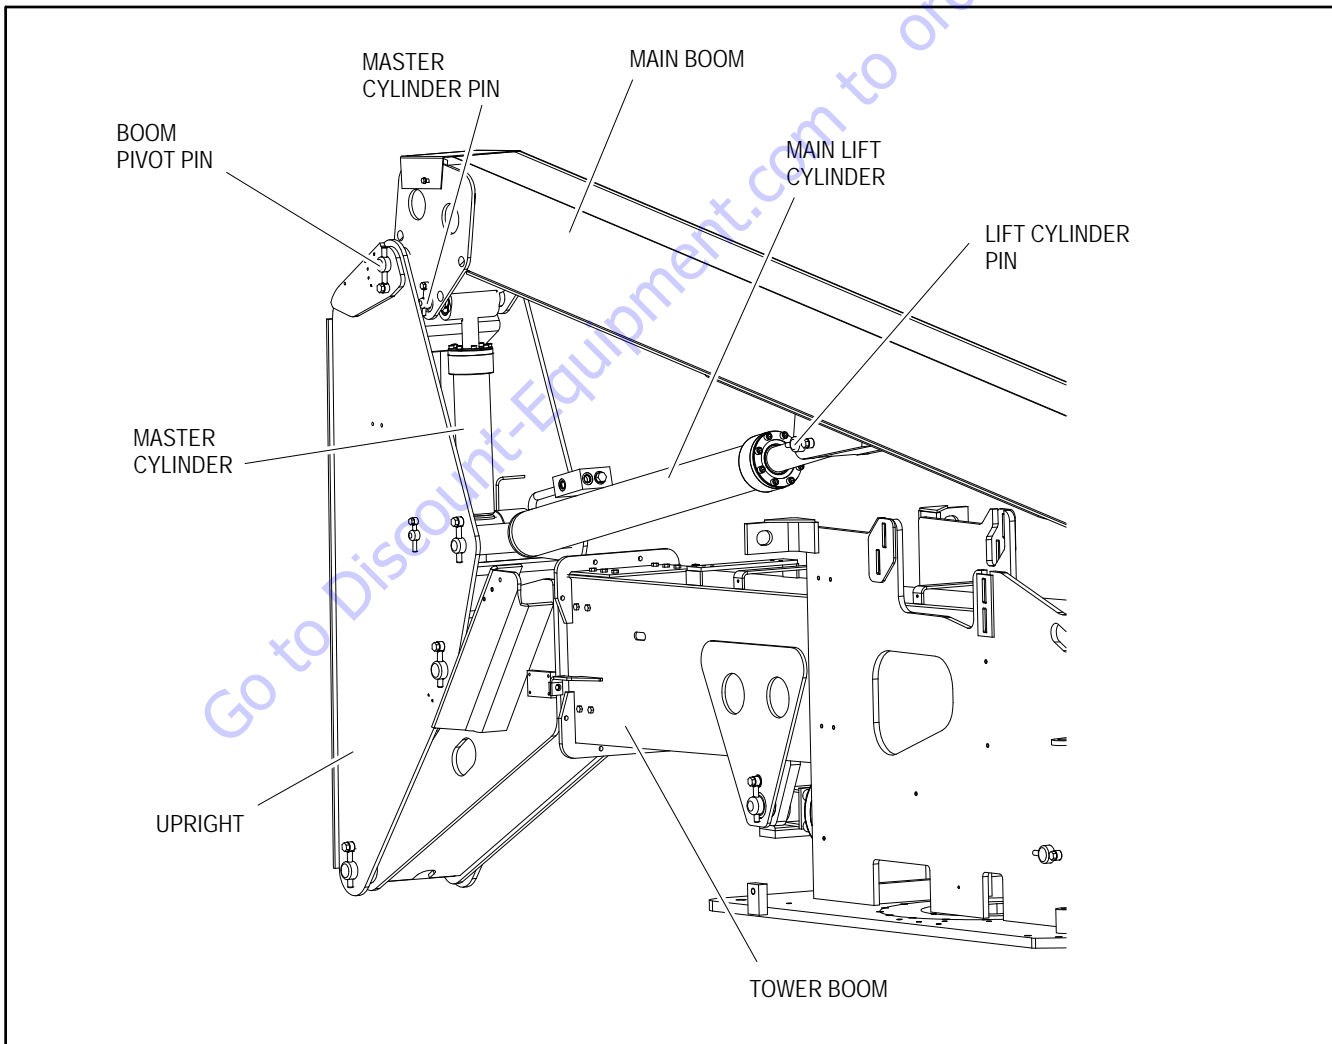 MASTER
CYLINDER PIN
MAIN BOOM
BOOM
PIVOT PIN
MAIN LIFT
CYLINDER
LIFT CYLINDER
PIN
MASTER
CYLINDER
UPRIGHT
TOWER BOOM
Go to Discount-Equipment.com to or